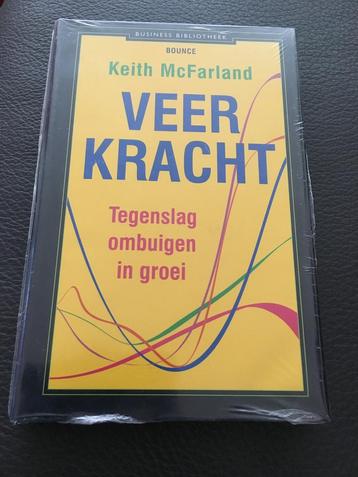 BUSINESS BIBLIOTHEEK
BOUNCE
Keith McFarland
VEER
KRACHT
Tegenslag
ombuigen
in groei